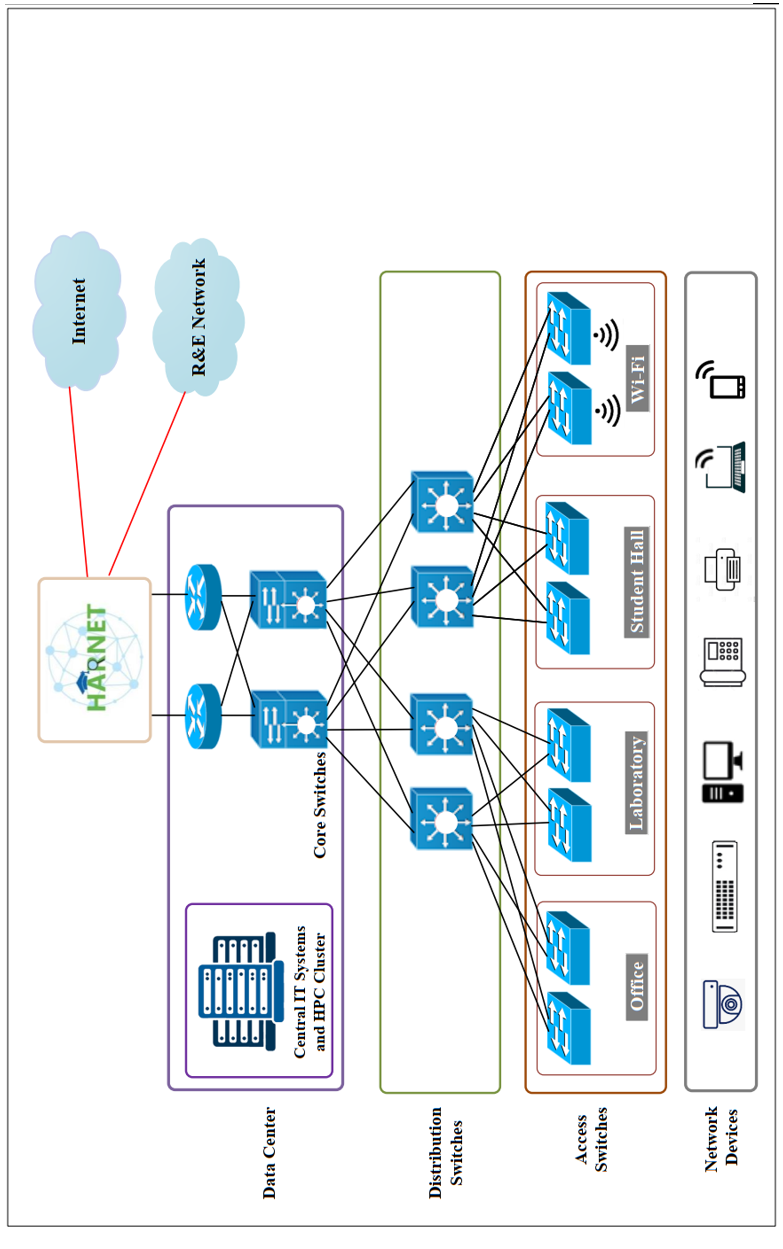 Internet
R&E Network
HARNET
Core Switches
Central IT Systems
and HPC Cluster
Data Center
Distribution
Switches
Wi-Fi
Student Hall
Laboratory
Office
Access
Switches
Network
Devices